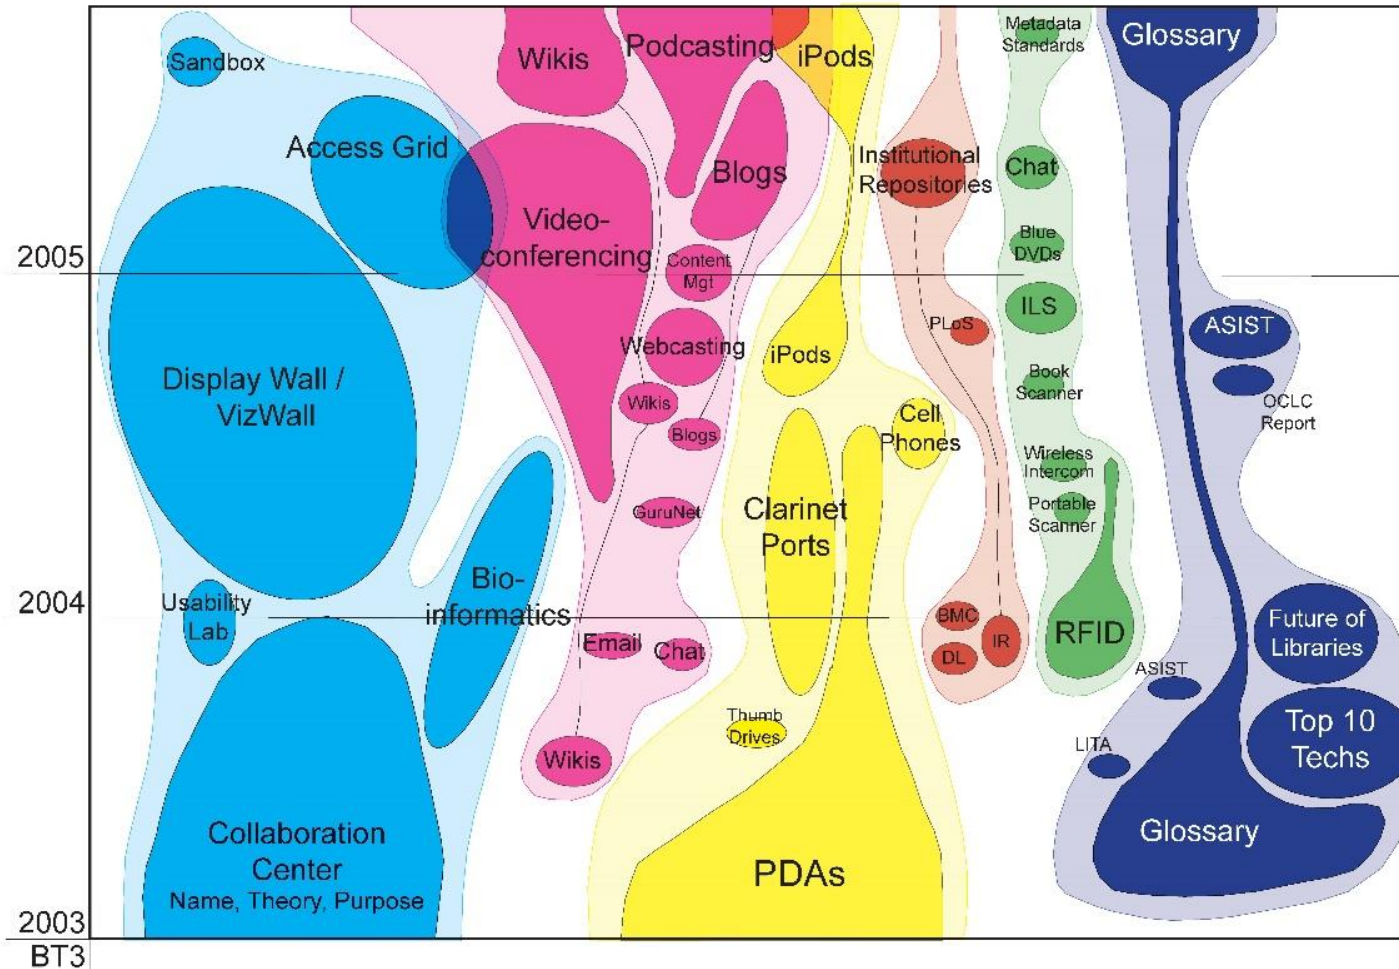 Sandbox
Access Grid
Display Wall /
VizWall
Usability
Lab
Bio-
informatics
Collaboration
Center
Name, Theory, Purpose
Wikis
Podcasting
Blogs
Video-
conferencing
Content
Mgt
Webcasting
Wikis
Blogs
GuruNet
Email
Chat
Wikis
iPods
iPods
Cell
Phones
Clarinet
Ports
Thumb
Drives
PDAs
Institutional
Repositories
PLoS
BMC
DL
IR
Metadata
Standards
Chat
Blue
DVDs
ILS
Book
Scanner
Wireless
Intercom
Portable
Scanner
RFID
Glossary
ASIST
OCLC
Report
Future of
Libraries
ASIST
Top 10
Techs
LITA
Glossary
2005
2004
2003
BT3